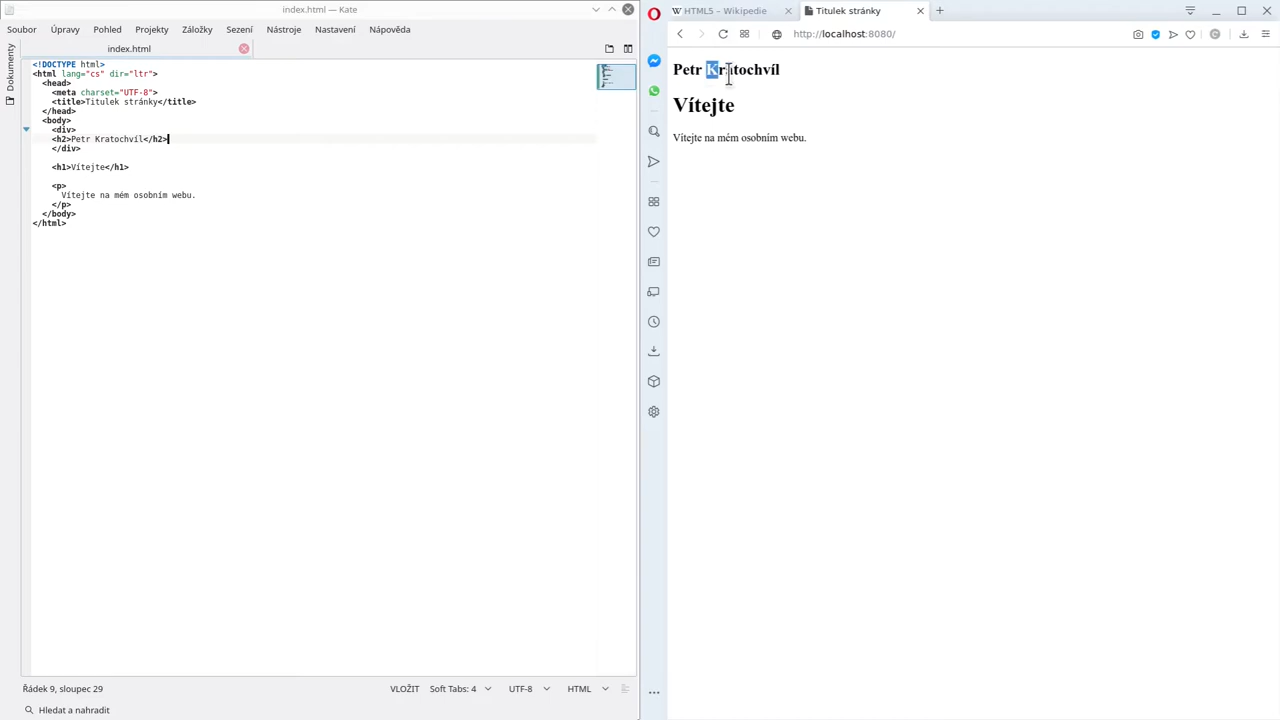 index.html — Kate
Soubor Úpravy Pohled Projekty Záložky Sezení Nástroje Nastavení Nápověda
index.html
Dokumenty
<!DOCTYPE html>
<html lang="cs" dir="ltr">
<head>
<meta charset="UTF-8">
<title>Titulek stránky</title>
</head>
<body>
<div>
<h2>Petr Kratochvíl</h2>
</div>
<h1>Vítejte</h1>
<p>
Vítejte na mém osobním webu.
</p>
</body>
</html>
Řádek 9, sloupec 29 VLOŽIT Soft Tabs: 4 UTF-8 HTML
Hledat a nahradit
HTML5 – Wikipedie Titulek stránky
http://localhost:8080/
Petr Kratochvíl
Vítejte
Vítejte na mém osobním webu.